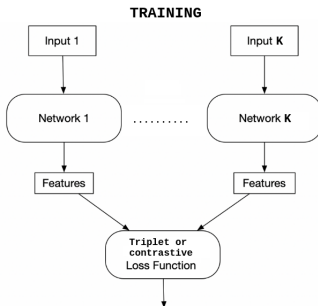 TRAINING
Input 1
Input K
Network 1
..........
Network K
Features
Features
Triplet or
contrastive
Loss Function